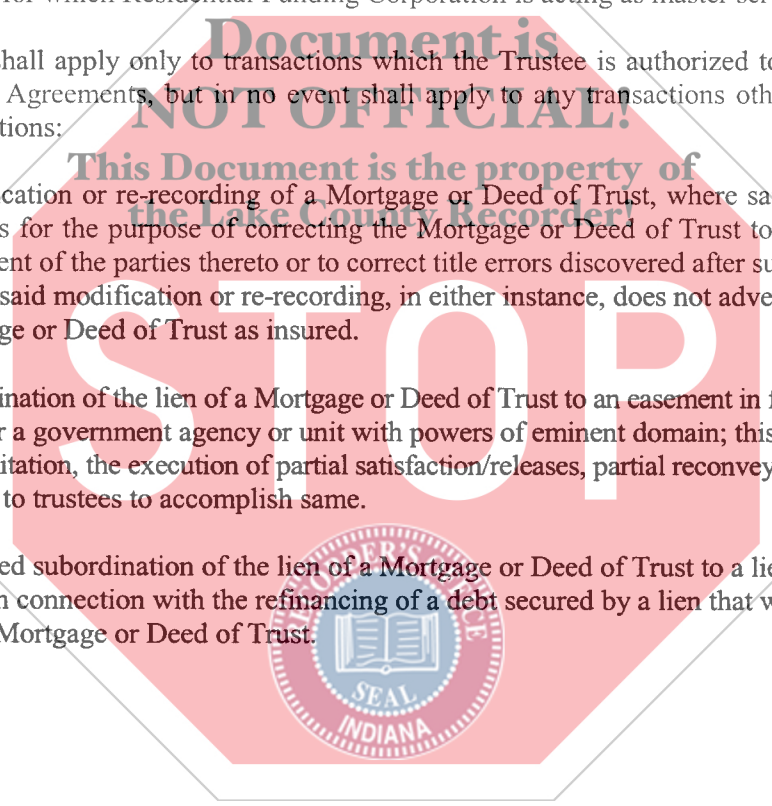 for which Residential Funding Corporation is acting as master ser
Document is
hall apply only to transactions which the Trustee is authorized to
Agreements, but in no event shall apply to any transactions oth
NOT OFFICIAL!
tions:
This Document is the property of
cation or re-recording of a Mortgage or Deed of Trust, where sa
the Lake County Recorder!
s for the purpose of correcting the Mortgage or Deed of Trust to
ent of the parties thereto or to correct title errors discovered after su
said modification or re-recording, in either instance, does not adve
ge or Deed of Trust as insured.
STOP
ination of the lien of a Mortgage or Deed of Trust to an easement in f
r a government agency or unit with powers of eminent domain; this
itation, the execution of partial satisfaction/releases, partial reconvey
to trustees to accomplish same.
ed subordination of the lien of a Mortgage or Deed of Trust to a lie
n connection with the refinancing of a debt secured by a lien that w
Mortgage or Deed of Trust.
RECORDER'S OFFICE
SEAL
INDIANA